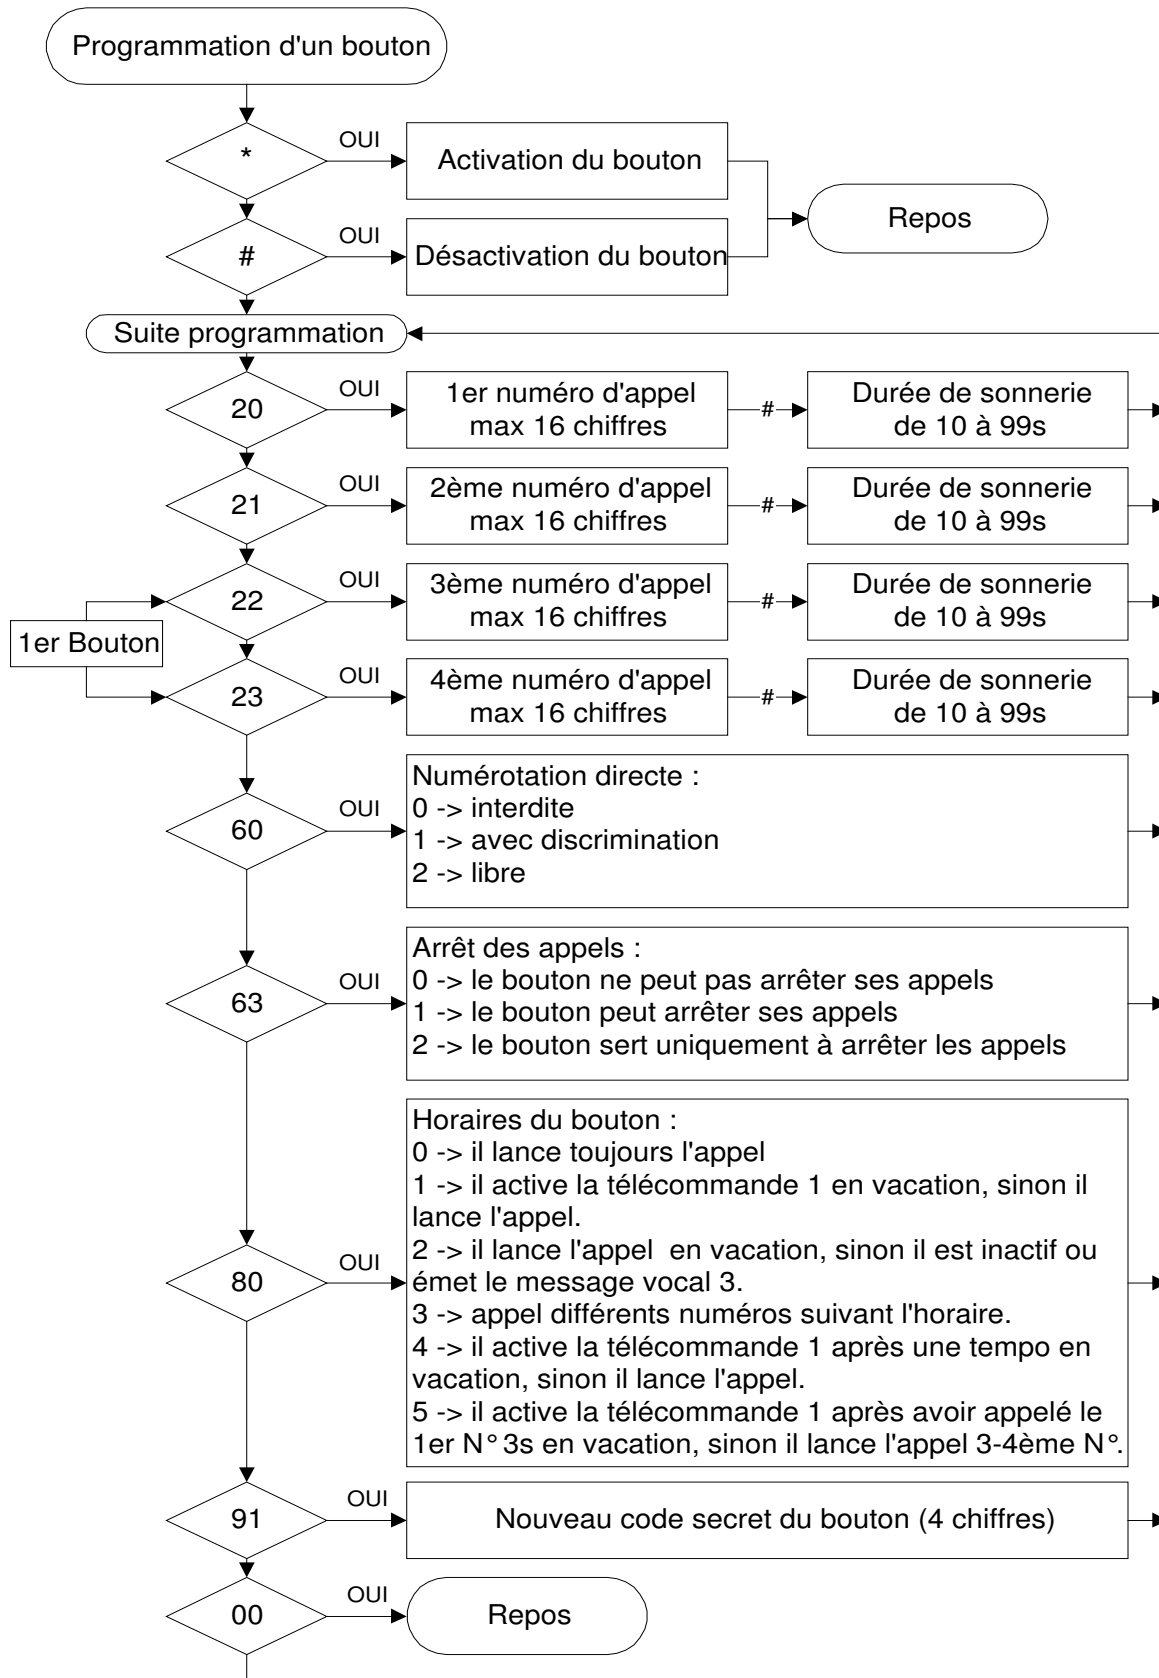 Programmation d'un bouton
*
OUI
Activation du bouton
Repos
#
OUI
Désactivation du bouton
Suite programmation
20
OUI
1er numéro d'appel
max 16 chiffres
#
Durée de sonnerie
de 10 à 99s
21
OUI
2ème numéro d'appel
max 16 chiffres
#
Durée de sonnerie
de 10 à 99s
22
OUI
3ème numéro d'appel
max 16 chiffres
#
Durée de sonnerie
de 10 à 99s
1er Bouton
23
OUI
4ème numéro d'appel
max 16 chiffres
#
Durée de sonnerie
de 10 à 99s
60
OUI
Numérotation directe :
0 -> interdite
1 -> avec discrimination
2 -> libre
63
OUI
Arrêt des appels :
0 -> le bouton ne peut pas arrêter ses appels
1 -> le bouton peut arrêter ses appels
2 -> le bouton sert uniquement à arrêter les appels
80
OUI
Horaires du bouton :
0 -> il lance toujours l'appel
1 -> il active la télécommande 1 en vacation, sinon il
lance l'appel.
2 -> il lance l'appel  en vacation, sinon il est inactif ou
émet le message vocal 3.
3 -> appel différents numéros suivant l'horaire.
4 -> il active la télécommande 1 après une tempo en
vacation, sinon il lance l'appel.
5 -> il active la télécommande 1 après avoir appelé le
1er N° 3s en vacation, sinon il lance l'appel 3-4ème N°.
91
OUI
Nouveau code secret du bouton (4 chiffres)
00
OUI
Repos